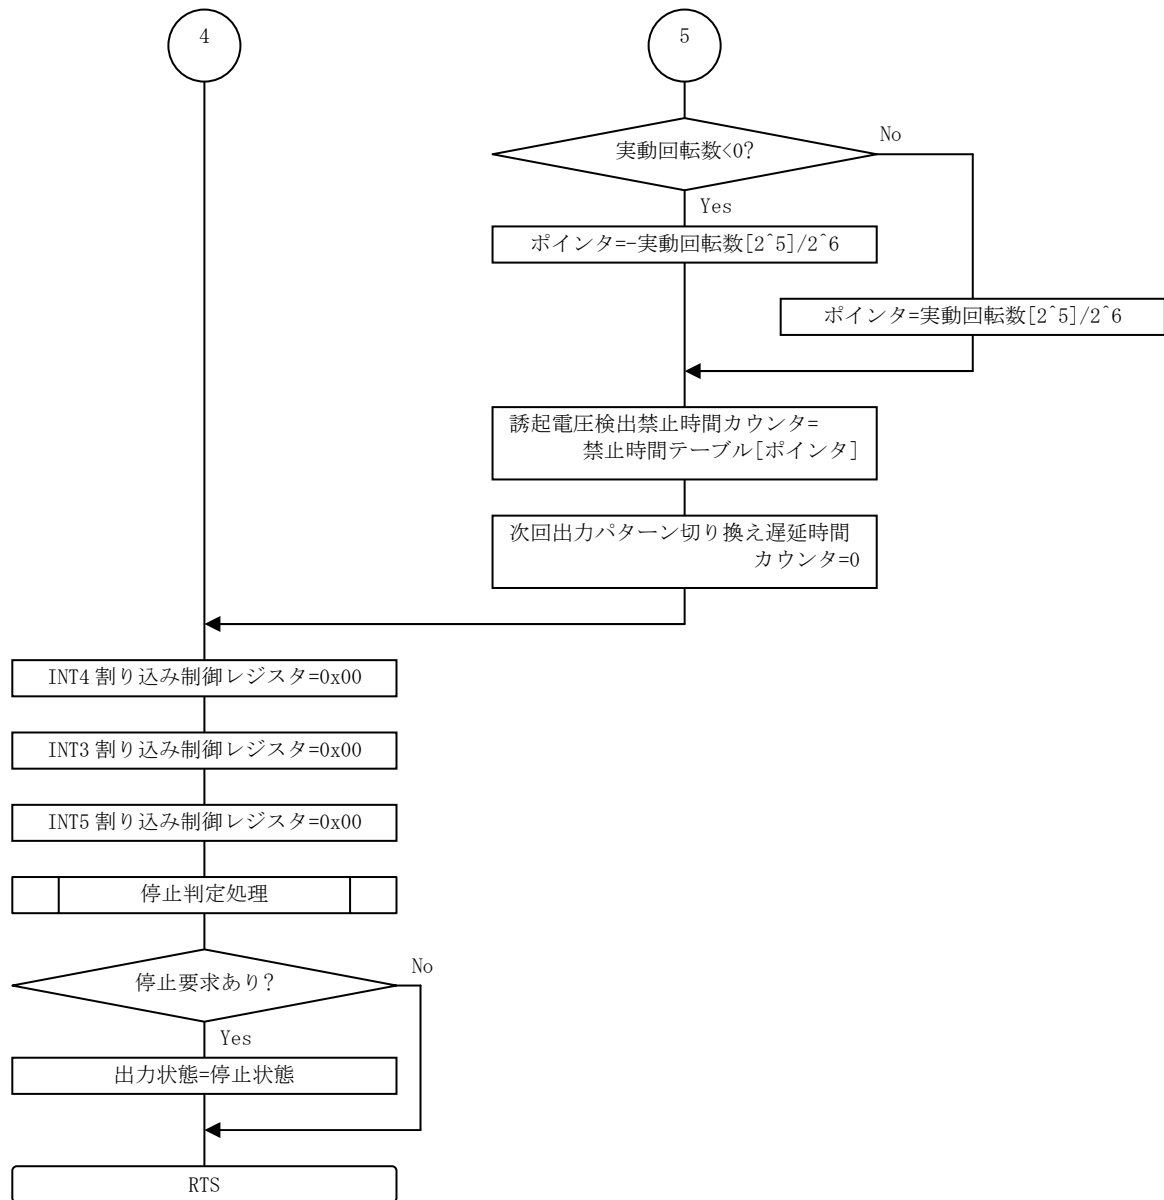 4
5
実動回転数<0?
No
Yes
ポインタ=-実動回転数[2^5]/2^6
ポインタ=実動回転数[2^5]/2^6
誘起電圧検出禁止時間カウンタ=
禁止時間テーブル[ポインタ]
次回出力パターン切り換え遅延時間
カウンタ=0
INT4 割り込み制御レジスタ=0x00
INT3 割り込み制御レジスタ=0x00
INT5 割り込み制御レジスタ=0x00
停止判定処理
停止要求あり?
No
Yes
出力状態=停止状態
RTS